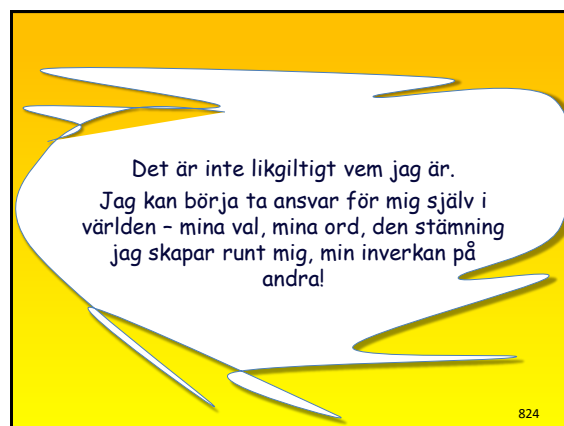 Det är inte likgiltigt vem jag är.
Jag kan börja ta ansvar för mig själv i
världen – mina val, mina ord, den stämning
jag skapar runt mig, min inverkan på
andra!
824